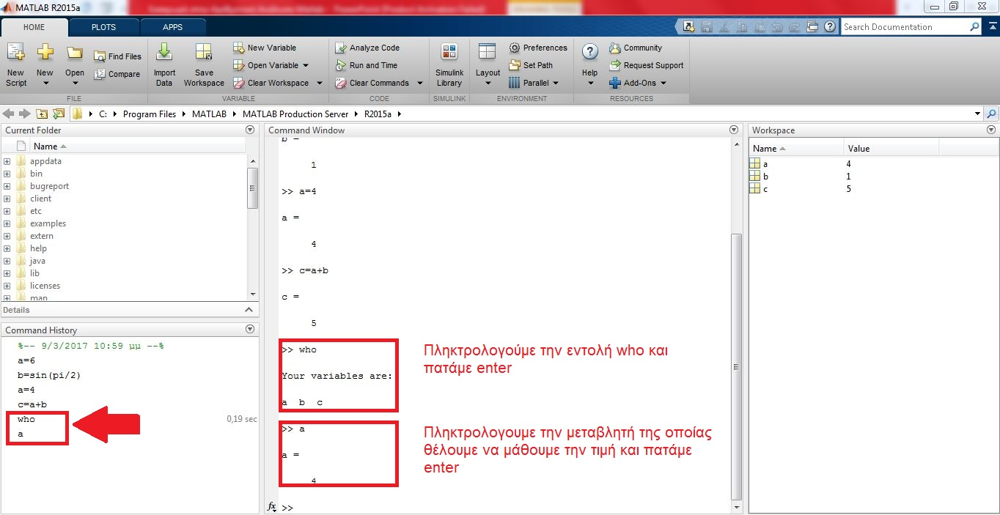 MATLAB R2015a
HOME PLOTS APPS
Search Documentation
New Script
New
Open
Find Files
Compare
FILE
Import Data
Save Workspace
New Variable
Open Variable
Clear Workspace
VARIABLE
Analyze Code
Run and Time
Clear Commands
CODE
Simulink Library
SIMULINK
Layout
Preferences
Set Path
Parallel
ENVIRONMENT
Help
Community
Request Support
Add-Ons
RESOURCES
C: Program Files MATLAB MATLAB Production Server R2015a
Current Folder
Name
appdata
bin
bugreport
client
etc
examples
extern
help
java
lib
licenses
man
Details
Command History
%-- 9/3/2017 10:59 μμ --%
a=6
b=sin(pi/2)
a=4
c=a+b
who
0,19 sec
a
Command Window
b =
1
>> a=4
a =
4
>> c=a+b
c =
5
>> who
Your variables are:
a b c
>> a
a =
4
fx >>
Πληκτρολογούμε την εντολή who και
πατάμε enter
Πληκτρολογουμε την μεταβλητή της οποίας
θέλουμε να μάθουμε την τιμή και πατάμε
enter
Workspace
Name Value
a 4
b 1
c 5